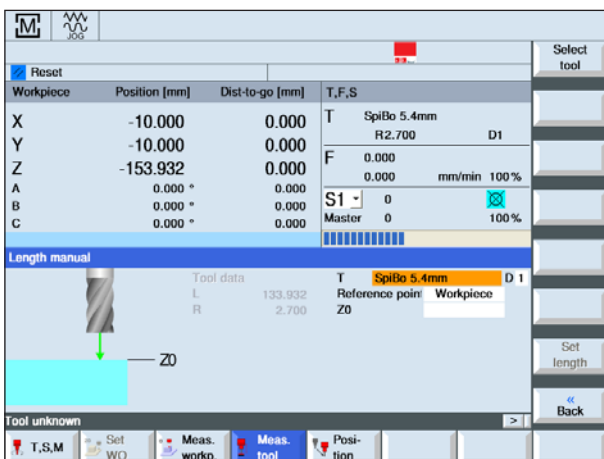 M
JOG
Select
tool
Reset
Workpiece Position [mm] Dist-to-go [mm] T,F,S
X -10.000 0.000
T SpiBo 5.4mm
R2.700 D1
Y -10.000 0.000
Z -153.932 0.000
F 0.000
0.000 mm/min 100%
A 0.000 ° 0.000
B 0.000 ° 0.000
C 0.000 ° 0.000
S1 0
Master 0 100%
Length manual
Tool data
L 133.932
R 2.700
T SpiBo 5.4mm D 1
Reference point Workpiece
Z0
Z0
Set
length
«
Back
Tool unknown >
T,S,M
Set
WO
Meas.
workp.
Meas.
tool
Posi-
tion